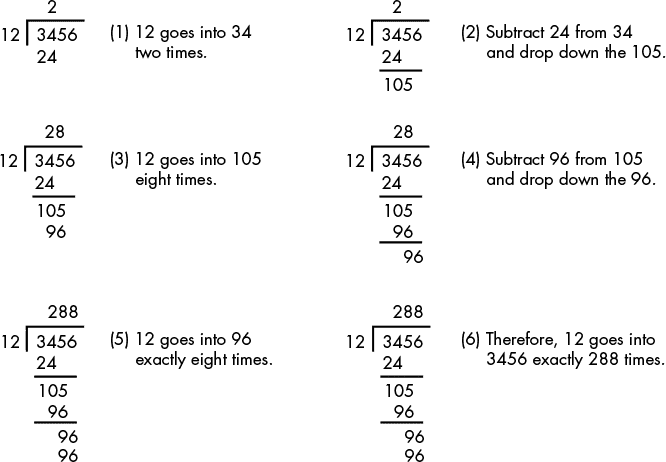 2
12 3456
24
(1) 12 goes into 34
two times.
2
12 3456
24
105
(2) Subtract 24 from 34
and drop down the 105.
28
12 3456
24
105
96
(3) 12 goes into 105
eight times.
28
12 3456
24
105
96
96
(4) Subtract 96 from 105
and drop down the 96.
288
12 3456
24
105
96
96
96
(5) 12 goes into 96
exactly eight times.
288
12 3456
24
105
96
96
96
(6) Therefore, 12 goes into
3456 exactly 288 times.